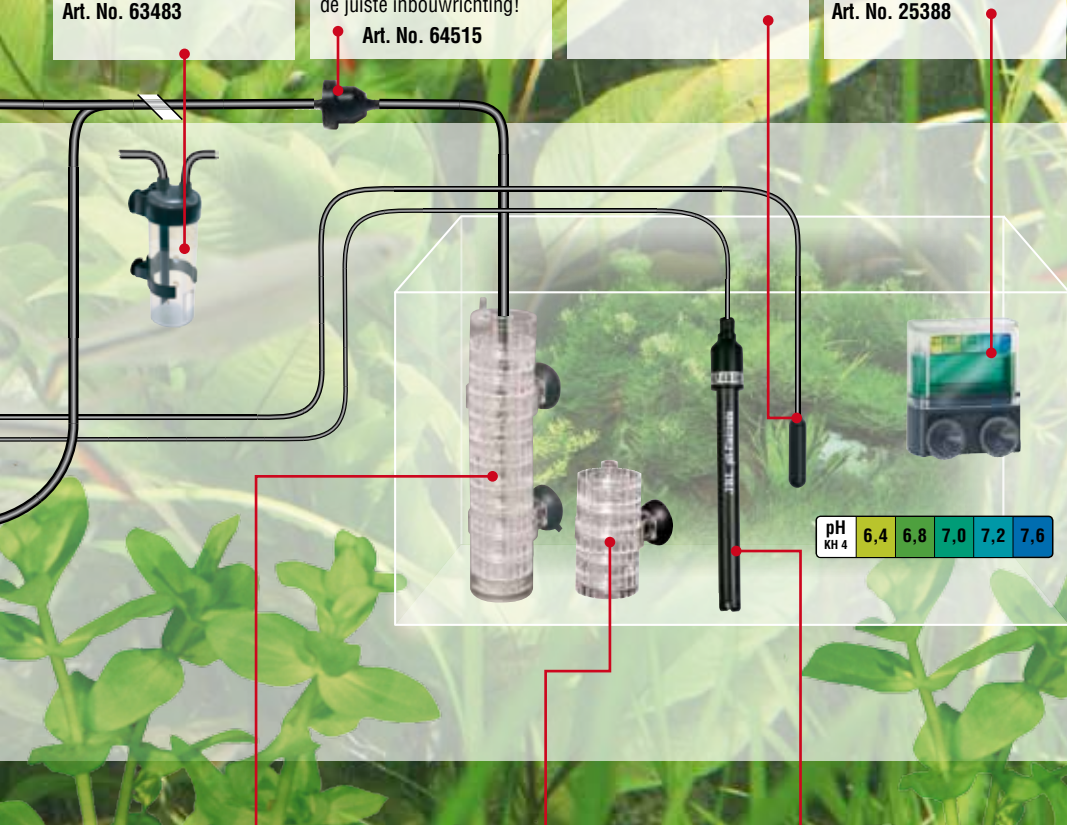 Art. No. 63483
de juiste inbouwrichting!
Art. No. 64515
Art. No. 25388
pH
KH 4
6,4 6,8 7,0 7,2 7,6